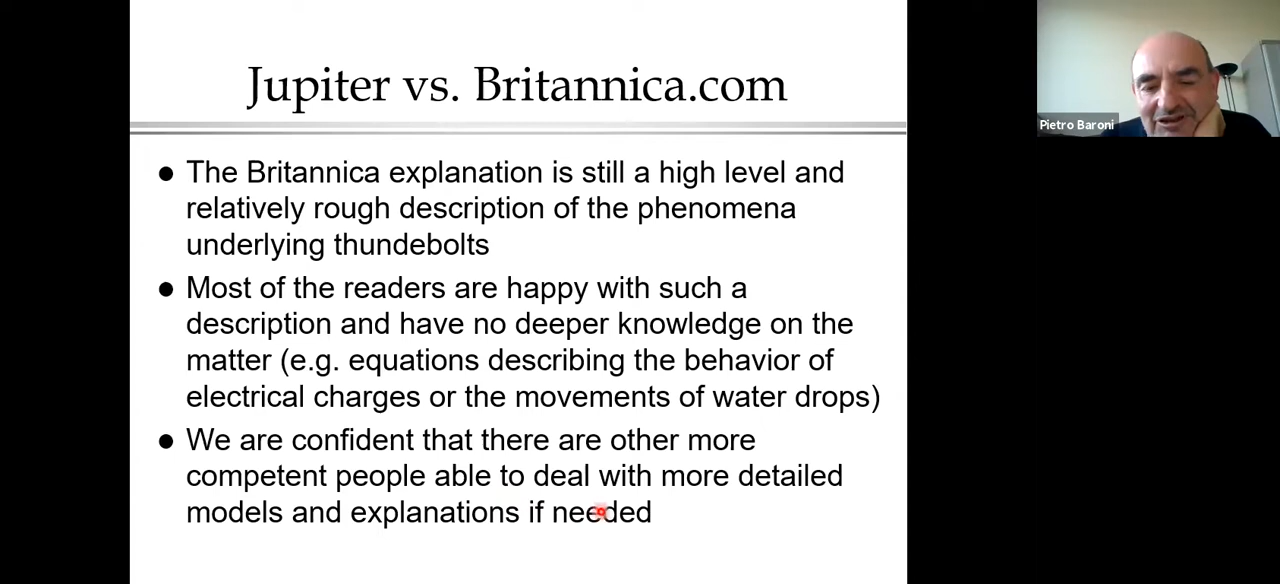 Jupiter vs. Britannica.com
● The Britannica explanation is still a high level and
relatively rough description of the phenomena
underlying thundebolts
● Most of the readers are happy with such a
description and have no deeper knowledge on the
matter (e.g. equations describing the behavior of
electrical charges or the movements of water drops)
● We are confident that there are other more
competent people able to deal with more detailed
models and explanations if needed
Pietro Baroni